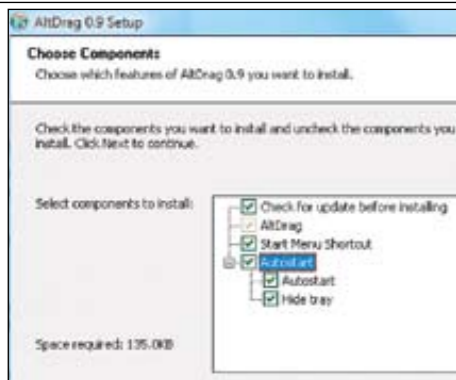 AltDrag 0.9 Setup
Choose Components
Choose which features of AltDrag 0.9 you want to install.
Check the components you want to install and uncheck the components you
install. Click Next to continue.
Select components to install:
Check for update before installing
AltDrag
Start Menu Shortcut
Autostart
Autostart
Hide tray
Space required: 135.0KB